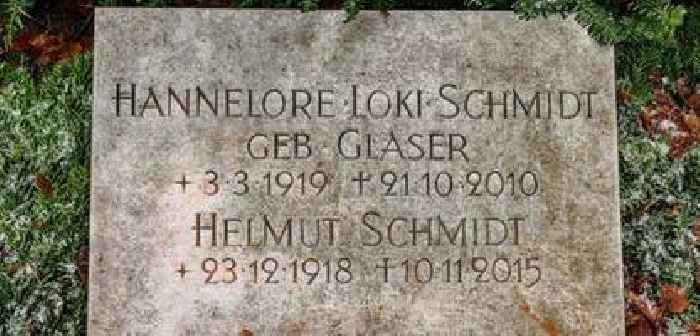 HANNELORE·LOKI·SCHMIDT
GEB·GLASER
+3·3·1919 †21·10·2010
HELMUT SCHMIDT
+23·12·1918 †10·11·2015